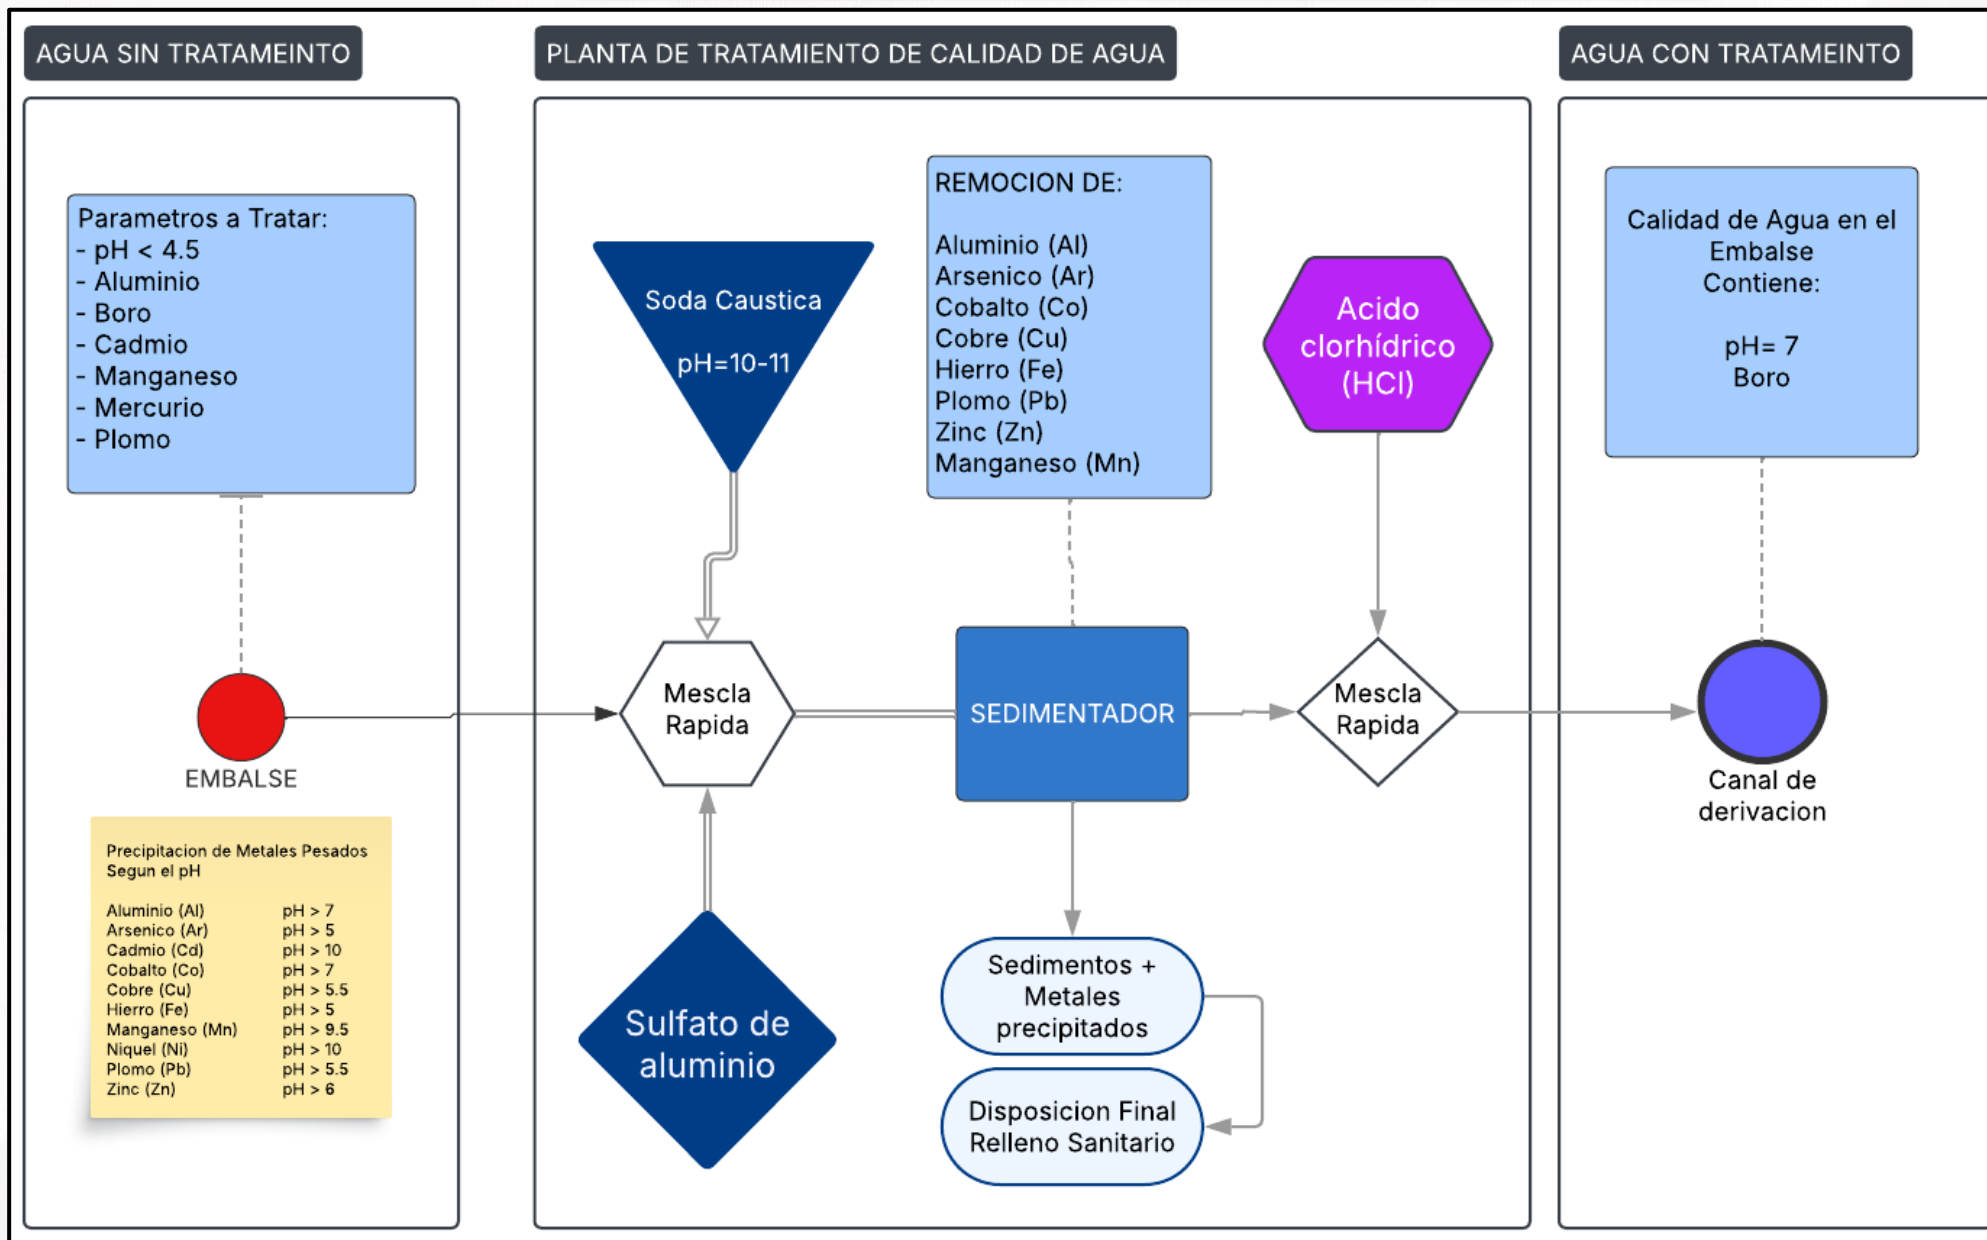 AGUA SIN TRATAMEINTO
Parametros a Tratar:
- pH < 4.5
- Aluminio
- Boro
- Cadmio
- Manganeso
- Mercurio
- Plomo
EMBALSE
Precipitacion de Metales Pesados
Segun el pH
Aluminio (Al) pH > 7
Arsenico (Ar) pH > 5
Cadmio (Cd) pH > 10
Cobalto (Co) pH > 7
Cobre (Cu) pH > 5.5
Hierro (Fe) pH > 5
Manganeso (Mn) pH > 9.5
Niquel (Ni) pH > 10
Plomo (Pb) pH > 5.5
Zinc (Zn) pH > 6
PLANTA DE TRATAMIENTO DE CALIDAD DE AGUA
Soda Caustica
pH=10-11
Mescla
Rapida
Sulfato de
aluminio
REMOCION DE:
Aluminio (Al)
Arsenico (Ar)
Cobalto (Co)
Cobre (Cu)
Hierro (Fe)
Plomo (Pb)
Zinc (Zn)
Manganeso (Mn)
SEDIMENTADOR
Sedimentos +
Metales
precipitados
Disposicion Final
Relleno Sanitario
Acido
clorhídrico
(HCl)
Mescla
Rapida
AGUA CON TRATAMEINTO
Calidad de Agua en el
Embalse
Contiene:
pH= 7
Boro
Canal de
derivacion